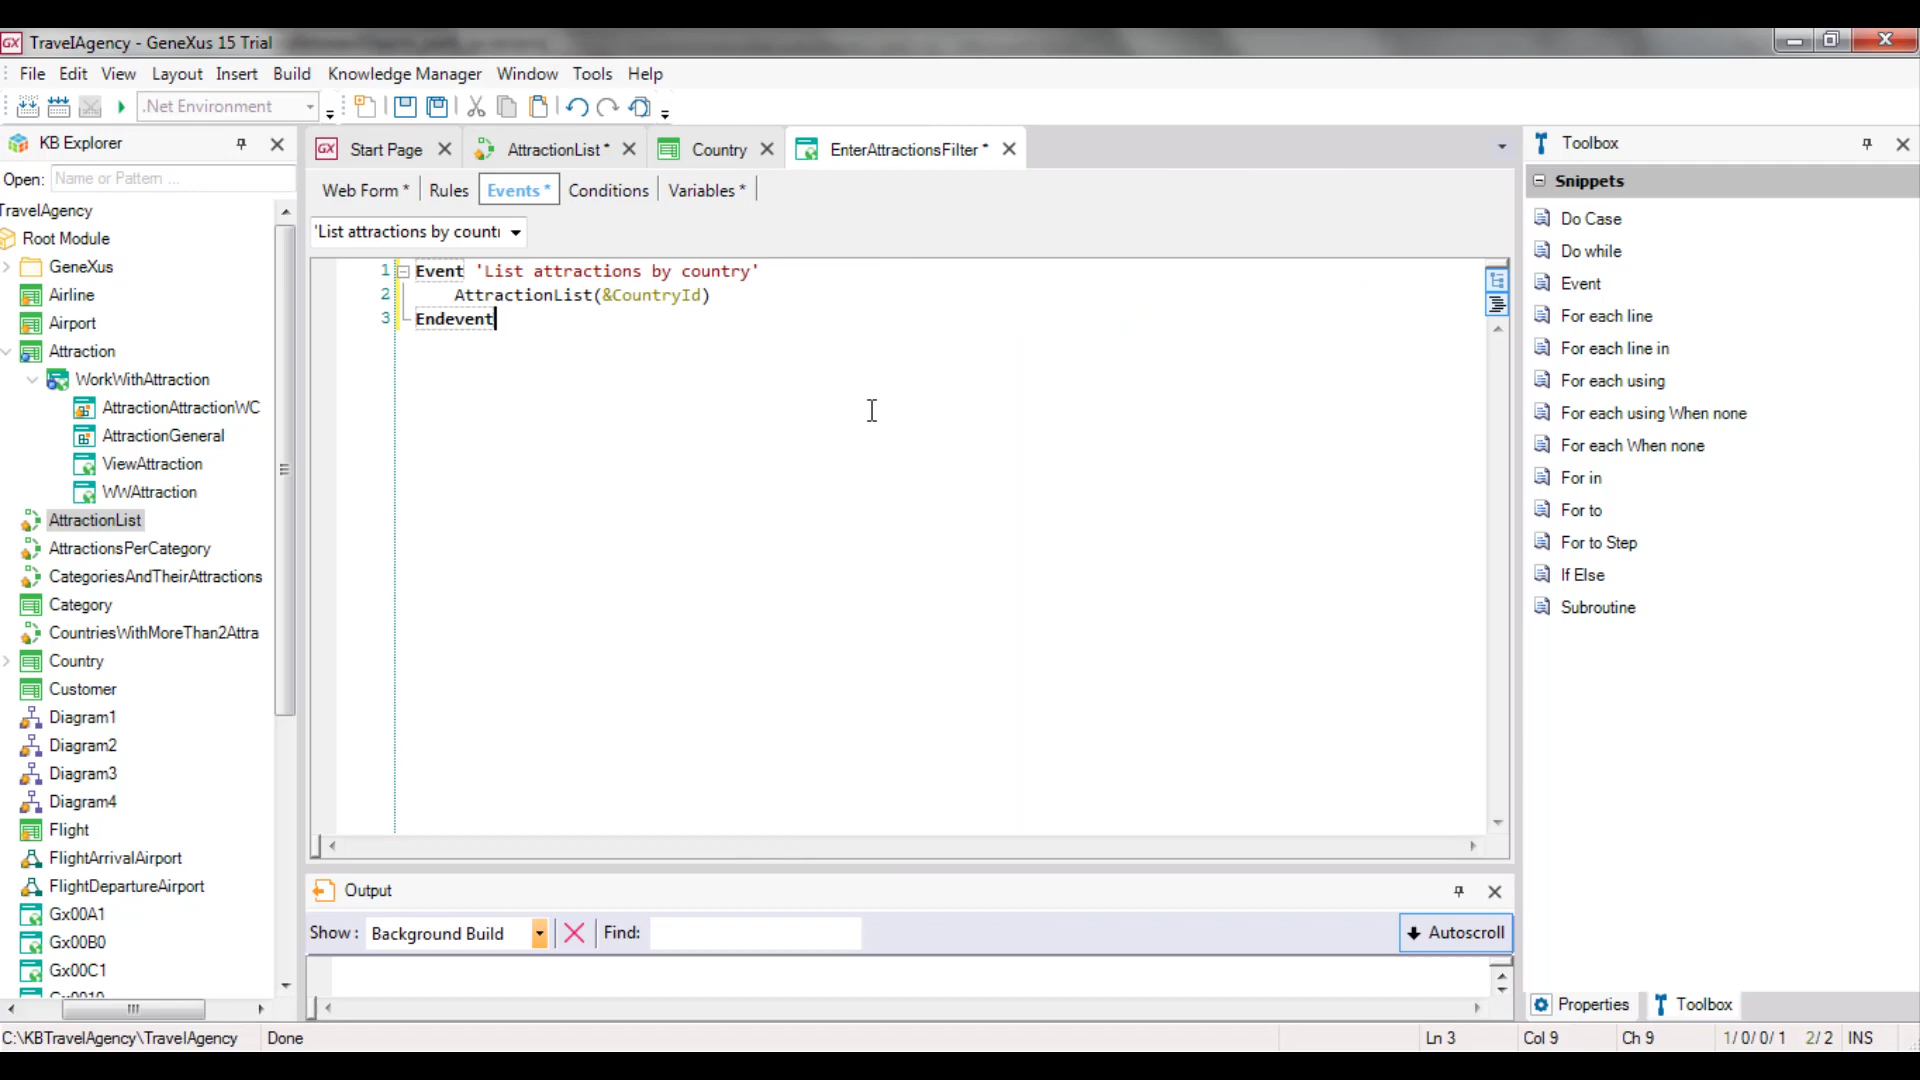 TravelAgency - GeneXus 15 Trial
File Edit View Layout Insert Build Knowledge Manager Window Tools Help
.Net Environment
KB Explorer
Open: Name or Pattern ...
TravelAgency
Root Module
GeneXus
Airline
Airport
Attraction
WorkWithAttraction
AttractionAttractionWC
AttractionGeneral
ViewAttraction
WWAttraction
AttractionList
AttractionsPerCategory
CategoriesAndTheirAttractions
Category
CountriesWithMoreThan2Attra
Country
Customer
Diagram1
Diagram2
Diagram3
Diagram4
Flight
FlightArrivalAirport
FlightDepartureAirport
Gx00A1
Gx00B0
Gx00C1
Start Page AttractionList * Country EnterAttractionsFilter *
Web Form * Rules Events * Conditions Variables *
'List attractions by countr
1 Event 'List attractions by country'
2 AttractionList(&CountryId)
3 Endevent
Output
Show : Background Build Find: Autoscroll
Toolbox
Snippets
Do Case
Do while
Event
For each line
For each line in
For each using
For each using When none
For each When none
For in
For to
For to Step
If Else
Subroutine
Properties Toolbox
C:\KBTravelAgency\TravelAgency Done Ln 3 Col 9 Ch 9 1/0/0/1 2/2 INS